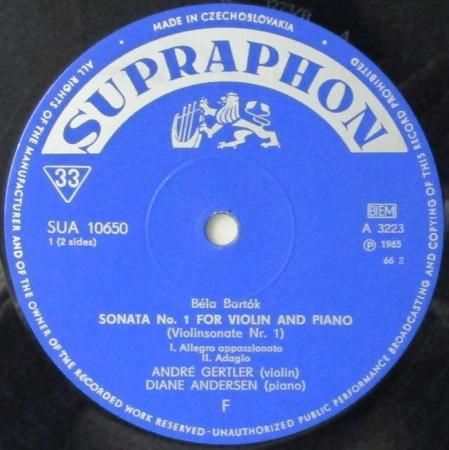 MADE IN CZECHOSLOVAKIA
SUPRAPHON
33
SUA 10650
1 (2 sides)
BIEM
A 3223
Ⓟ 1965
66 2
Béla Bartók
SONATA No. 1 FOR VIOLIN AND PIANO
(Violinsonate Nr. 1)
I. Allegro appassionato
II. Adagio
ANDRÉ GERTLER (violin)
DIANE ANDERSEN (piano)
F
ALL RIGHTS OF THE MANUFACTURER AND OF THE OWNER OF THE RECORDED WORK RESERVED-UNAUTHORIZED PUBLIC PERFORMANCE BROADCASTING AND COPYING OF THIS RECORD PROHIBITED